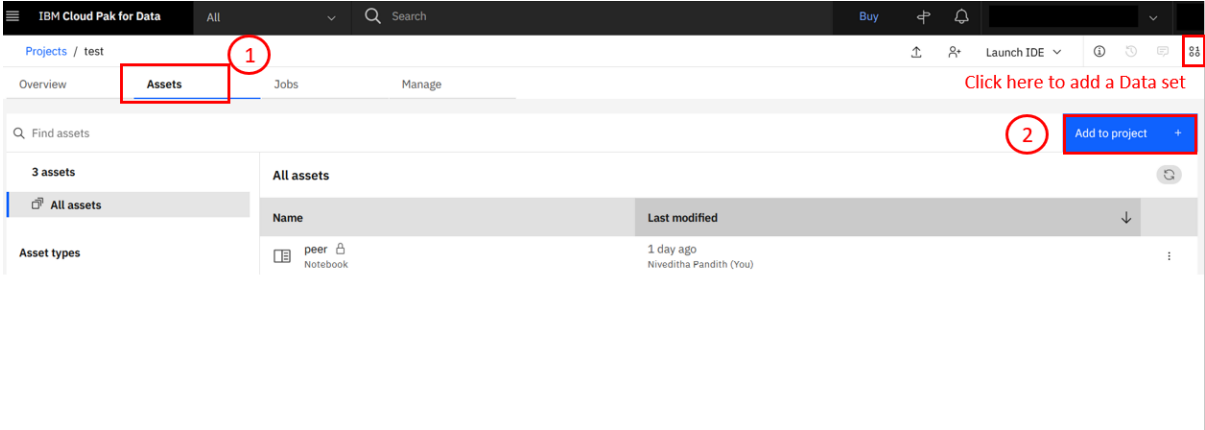 IBM Cloud Pak for Data All Search Buy
Projects / test 1 Launch IDE
Overview Assets Jobs Manage Click here to add a Data set
Find assets 2 Add to project +
3 assets All assets
All assets
Name Last modified
Asset types peer 1 day ago
Notebook Niveditha Pandith (You)